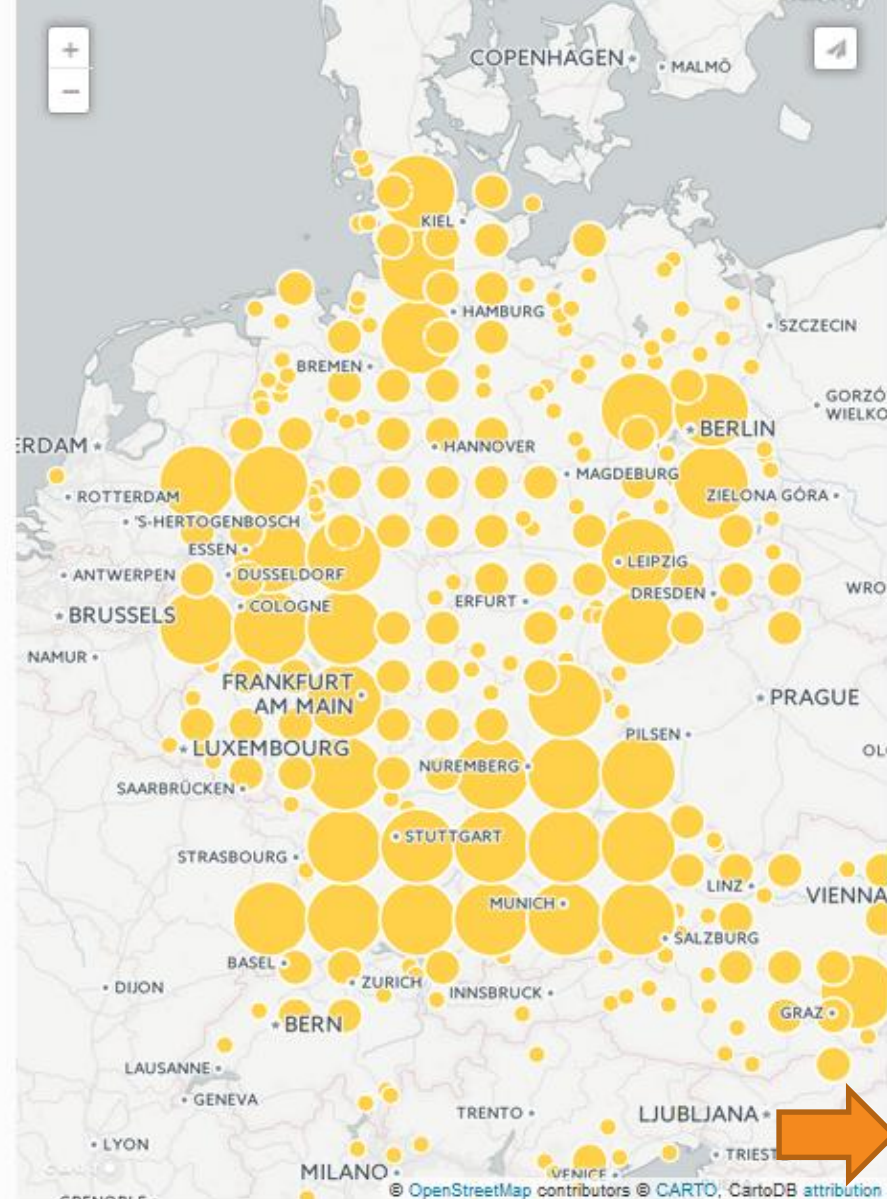 +
−
COPENHAGEN
MALMÖ
KIEL
HAMBURG
SZCZECIN
BREMEN
GORZÓ
WIELKO
BERLIN
ERDAM
HANNOVER
MAGDEBURG
ROTTERDAM
ZIELONA GÓRA
'S-HERTOGENBOSCH
ESSEN
LEIPZIG
ANTWERPEN
DUSSELDORF
DRESDEN
WRO
COLOGNE
ERFURT
BRUSSELS
NAMUR
FRANKFURT
AM MAIN
PRAGUE
PILSEN
LUXEMBOURG
OL
NUREMBERG
SAARBRÜCKEN
STUTTGART
STRASBOURG
LINZ
VIENNA
MUNICH
SALZBURG
BASEL
DIJON
ZURICH
INNSBRUCK
GRAZ
BERN
LAUSANNE
GENEVA
TRENTO
LJUBLJANA
LYON
TRIEST
MILANO
VENICE
GRENOBLE
© OpenStreetMap contributors © CARTO, CartoDB attribution